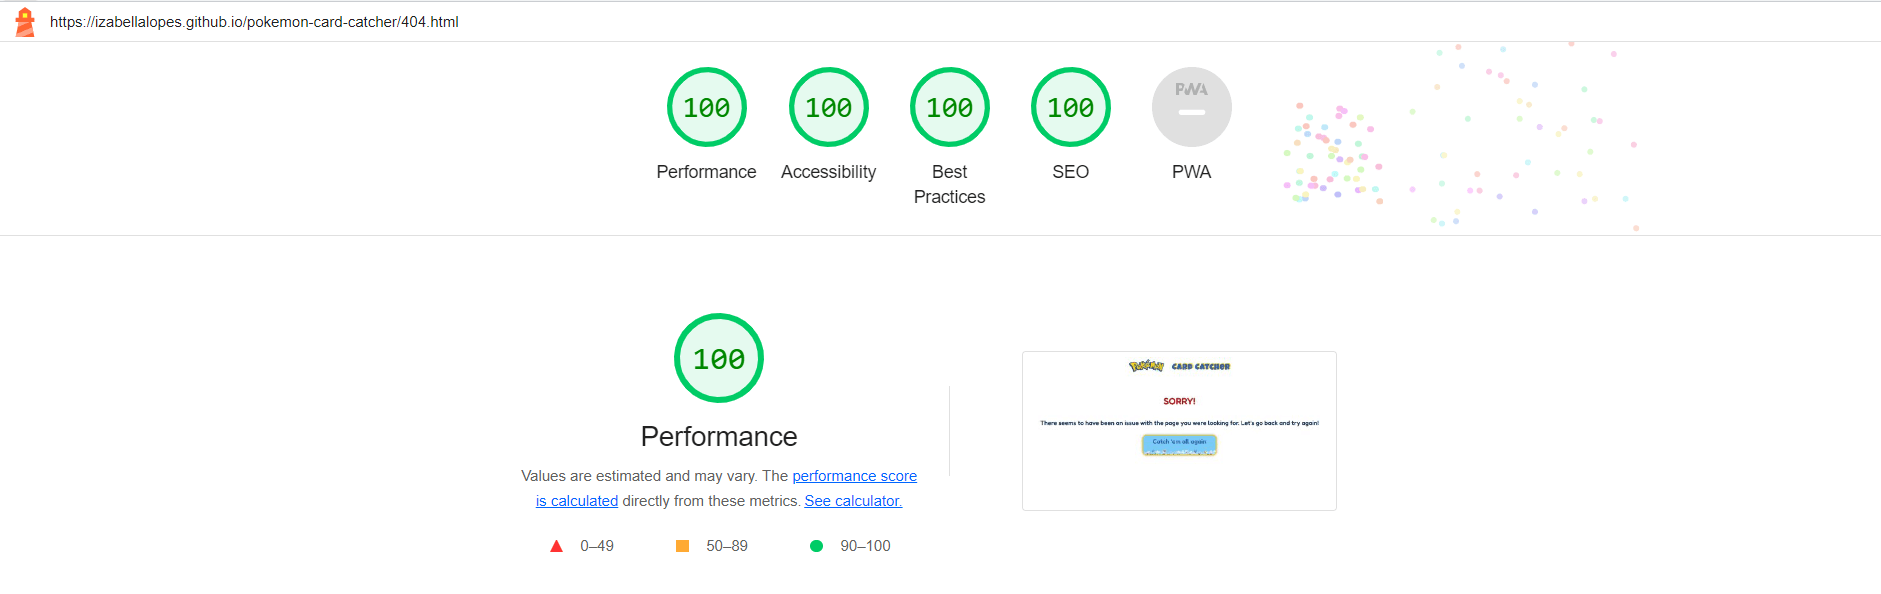 https://izabellalopes.github.io/pokemon-card-catcher/404.html
100
100
100
100
PWA
Performance
Accessibility
Best
Practices
SEO
PWA
100
Performance
Values are estimated and may vary. The performance score
is calculated directly from these metrics. See calculator.
0–49
50–89
90–100
Pokémon CARD CATCHER
SORRY!
There seems to have been an issue with the page you were looking for. Let's go back and try again!
Catch 'em all again